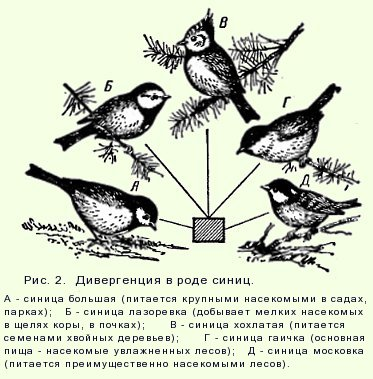 В
Б
Г
А
Д
Рис. 2. Дивергенция в роде синиц.
А - синица большая (питается крупными насекомыми в садах,
парках); Б - синица лазоревка (добывает мелких насекомых
в щелях коры, в почках); В - синица хохлатая (питается
семенами хвойных деревьев); Г - синица гаичка (основная
пища - насекомые увлажненных лесов); Д - синица московка
(питается преимущественно насекомыми лесов).